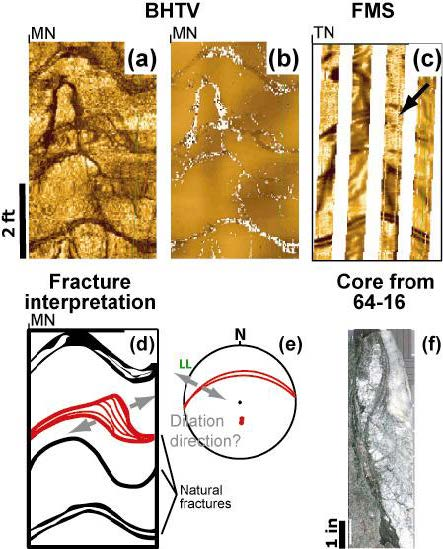 BHTV
FMS
MN
(a)
MN
(b)
TN
(c)
2 ft
Fracture
interpretation
Core from
64-16
MN
(d)
N
(e)
LL
Dilation
direction?
Natural
fractures
(f)
1 in